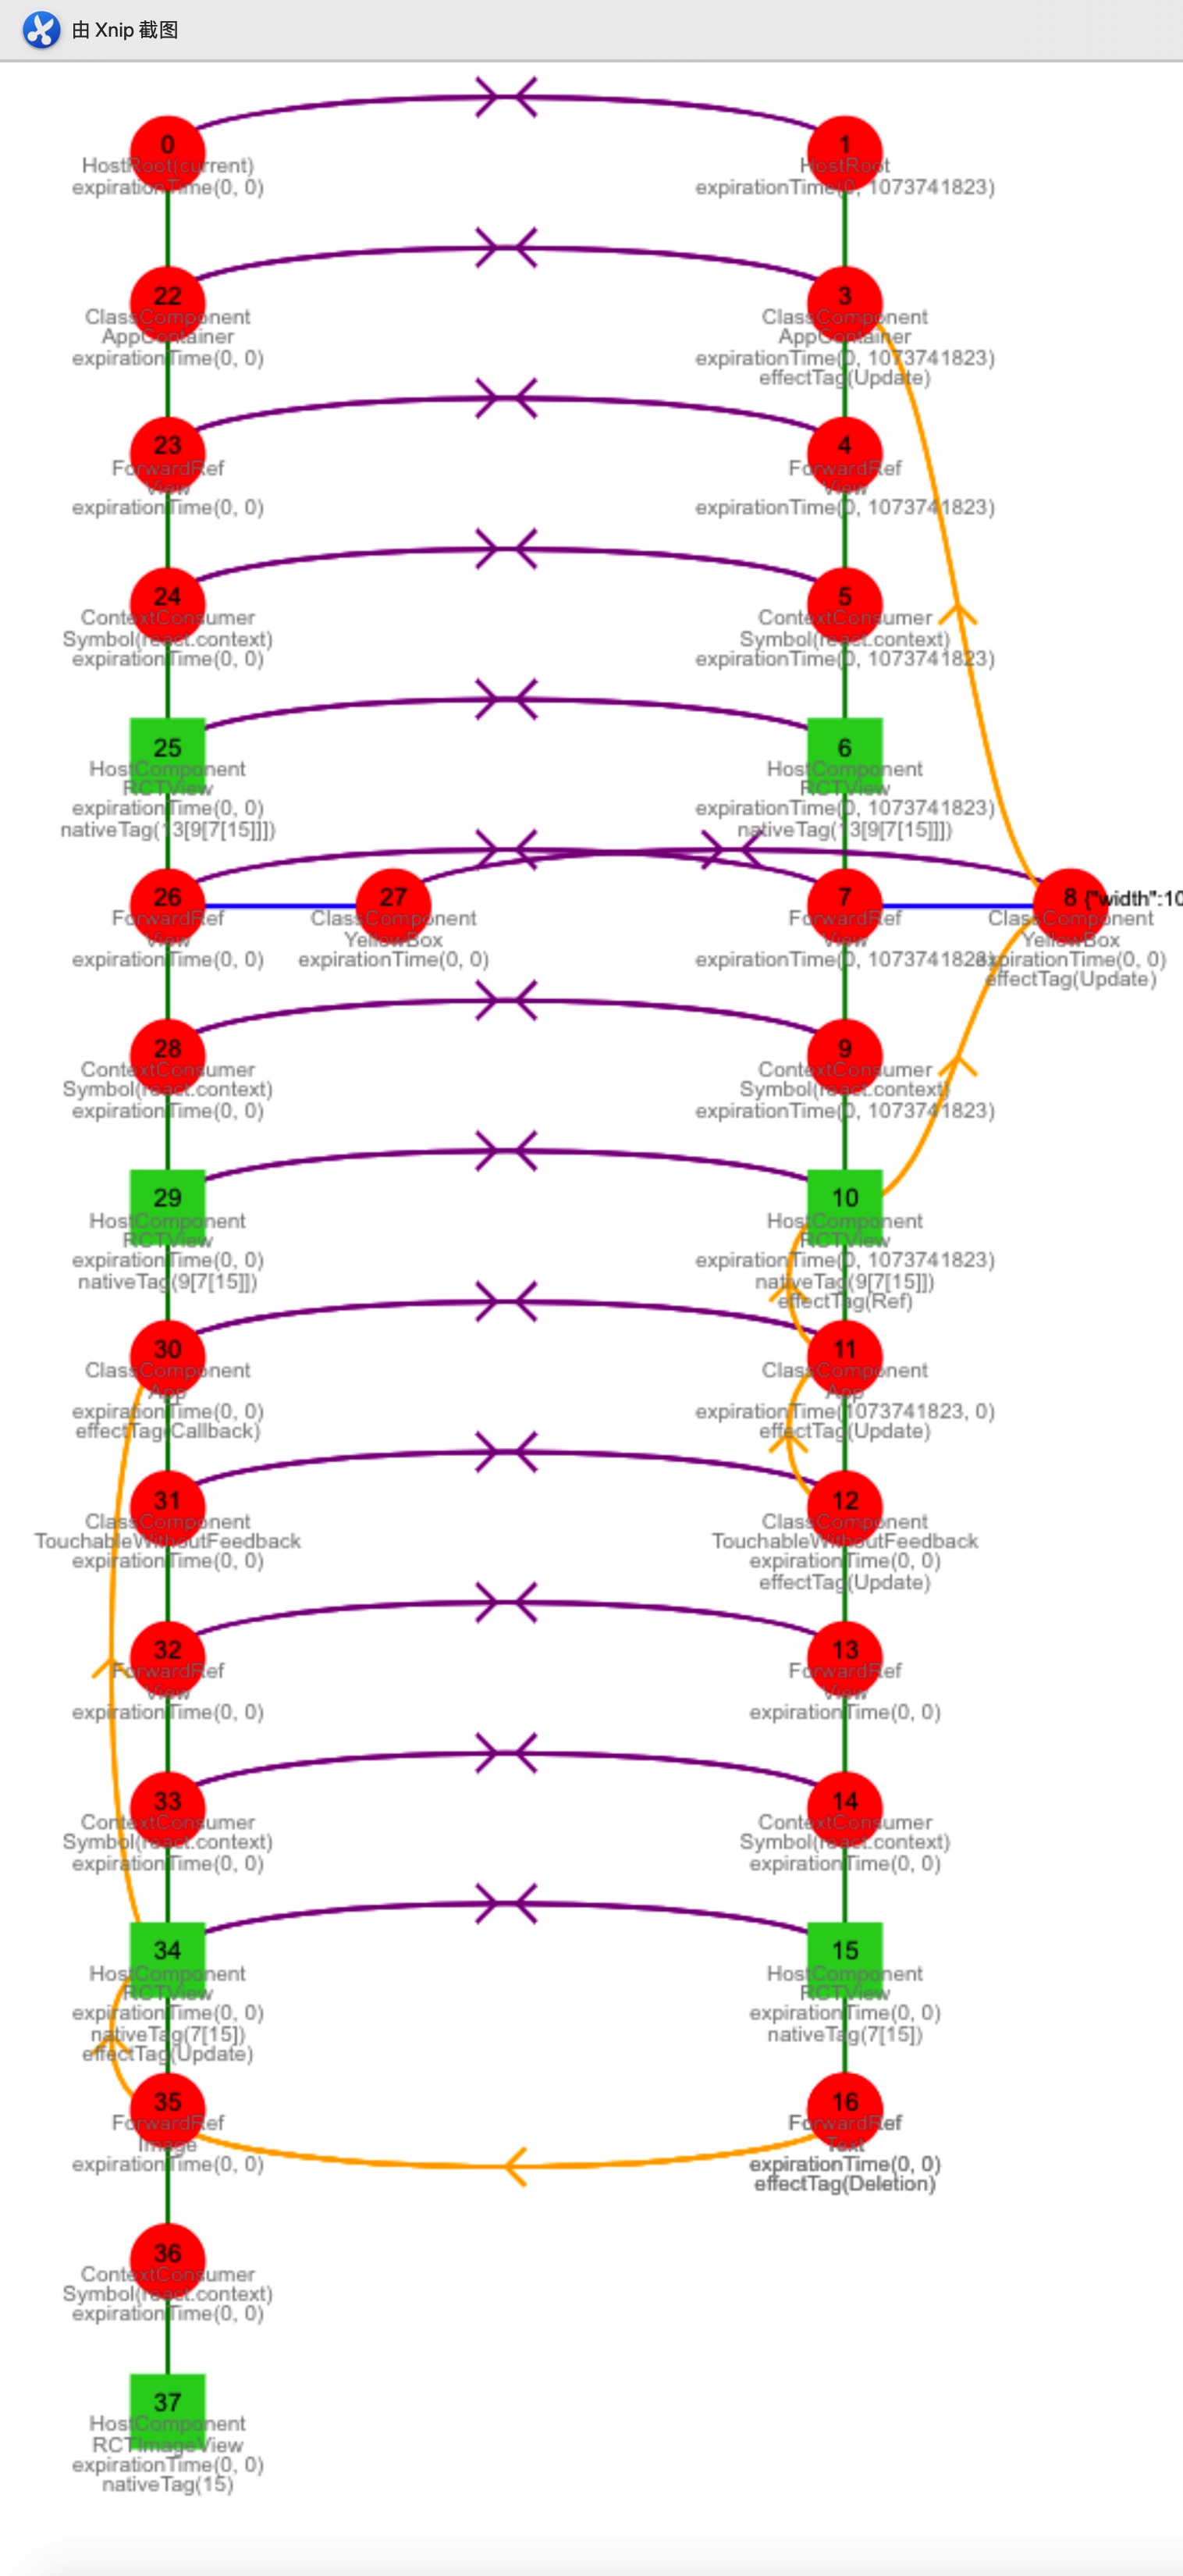 由 Xnip 截图
0
HostRoot(current)
expirationTime(0, 0)
1
HostRoot
expirationTime(0, 1073741823)
22
ClassComponent
AppContainer
expirationTime(0, 0)
3
ClassComponent
AppContainer
expirationTime(0, 1073741823)
effectTag(Update)
23
ForwardRef
View
expirationTime(0, 0)
4
ForwardRef
View
expirationTime(0, 1073741823)
24
ContextConsumer
Symbol(react.context)
expirationTime(0, 0)
5
ContextConsumer
Symbol(react.context)
expirationTime(0, 1073741823)
25
HostComponent
RCTView
expirationTime(0, 0)
nativeTag(13[9[7[15]]])
6
HostComponent
RCTView
expirationTime(0, 1073741823)
nativeTag(13[9[7[15]]])
26
ForwardRef
View
expirationTime(0, 0)
27
ClassComponent
YellowBox
expirationTime(0, 0)
7
ForwardRef
View
expirationTime(0, 1073741823)
8 {"width":10
ClassComponent
YellowBox
expirationTime(0, 0)
effectTag(Update)
28
ContextConsumer
Symbol(react.context)
expirationTime(0, 0)
9
ContextConsumer
Symbol(react.context)
expirationTime(0, 1073741823)
29
HostComponent
RCTView
expirationTime(0, 0)
nativeTag(9[7[15]])
10
HostComponent
RCTView
expirationTime(0, 1073741823)
nativeTag(9[7[15]])
effectTag(Ref)
30
ClassComponent
App
expirationTime(0, 0)
effectTag(Callback)
11
ClassComponent
App
expirationTime(1073741823, 0)
effectTag(Update)
31
ClassComponent
TouchableWithoutFeedback
expirationTime(0, 0)
12
ClassComponent
TouchableWithoutFeedback
expirationTime(0, 0)
effectTag(Update)
32
ForwardRef
View
expirationTime(0, 0)
13
ForwardRef
View
expirationTime(0, 0)
33
ContextConsumer
Symbol(react.context)
expirationTime(0, 0)
14
ContextConsumer
Symbol(react.context)
expirationTime(0, 0)
34
HostComponent
RCTView
expirationTime(0, 0)
nativeTag(7[15])
effectTag(Update)
15
HostComponent
RCTView
expirationTime(0, 0)
nativeTag(7[15])
35
ForwardRef
Image
expirationTime(0, 0)
16
ForwardRef
Text
expirationTime(0, 0)
effectTag(Deletion)
36
ContextConsumer
Symbol(react.context)
expirationTime(0, 0)
37
HostComponent
RCTImageView
expirationTime(0, 0)
nativeTag(15)